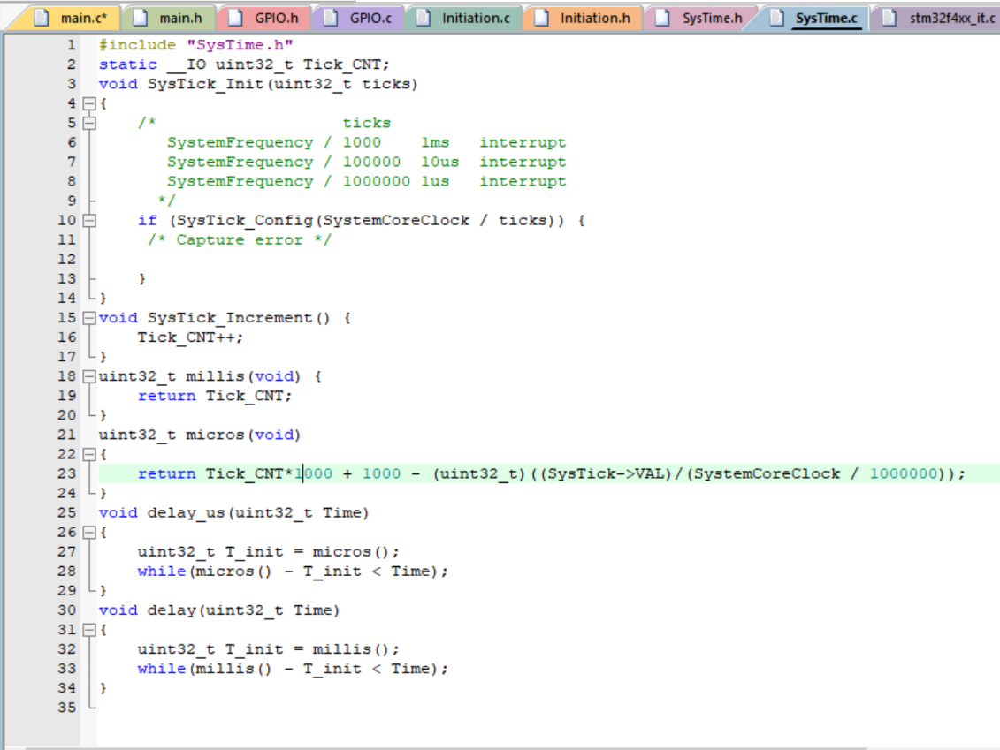 main.c* main.h GPIO.h GPIO.c Initiation.c Initiation.h SysTime.h SysTime.c stm32f4xx_it.c
1 #include "SysTime.h"
2 static __IO uint32_t Tick_CNT;
3 void SysTick_Init(uint32_t ticks)
4 {
5 /* ticks
6 SystemFrequency / 1000 1ms interrupt
7 SystemFrequency / 100000 10us interrupt
8 SystemFrequency / 1000000 1us interrupt
9 */
10 if (SysTick_Config(SystemCoreClock / ticks)) {
11 /* Capture error */
12
13 }
14 }
15 void SysTick_Increment() {
16 Tick_CNT++;
17 }
18 uint32_t millis(void) {
19 return Tick_CNT;
20 }
21 uint32_t micros(void)
22 {
23 return Tick_CNT*1000 + 1000 - (uint32_t)((SysTick->VAL)/(SystemCoreClock / 1000000));
24 }
25 void delay_us(uint32_t Time)
26 {
27 uint32_t T_init = micros();
28 while(micros() - T_init < Time);
29 }
30 void delay(uint32_t Time)
31 {
32 uint32_t T_init = millis();
33 while(millis() - T_init < Time);
34 }
35